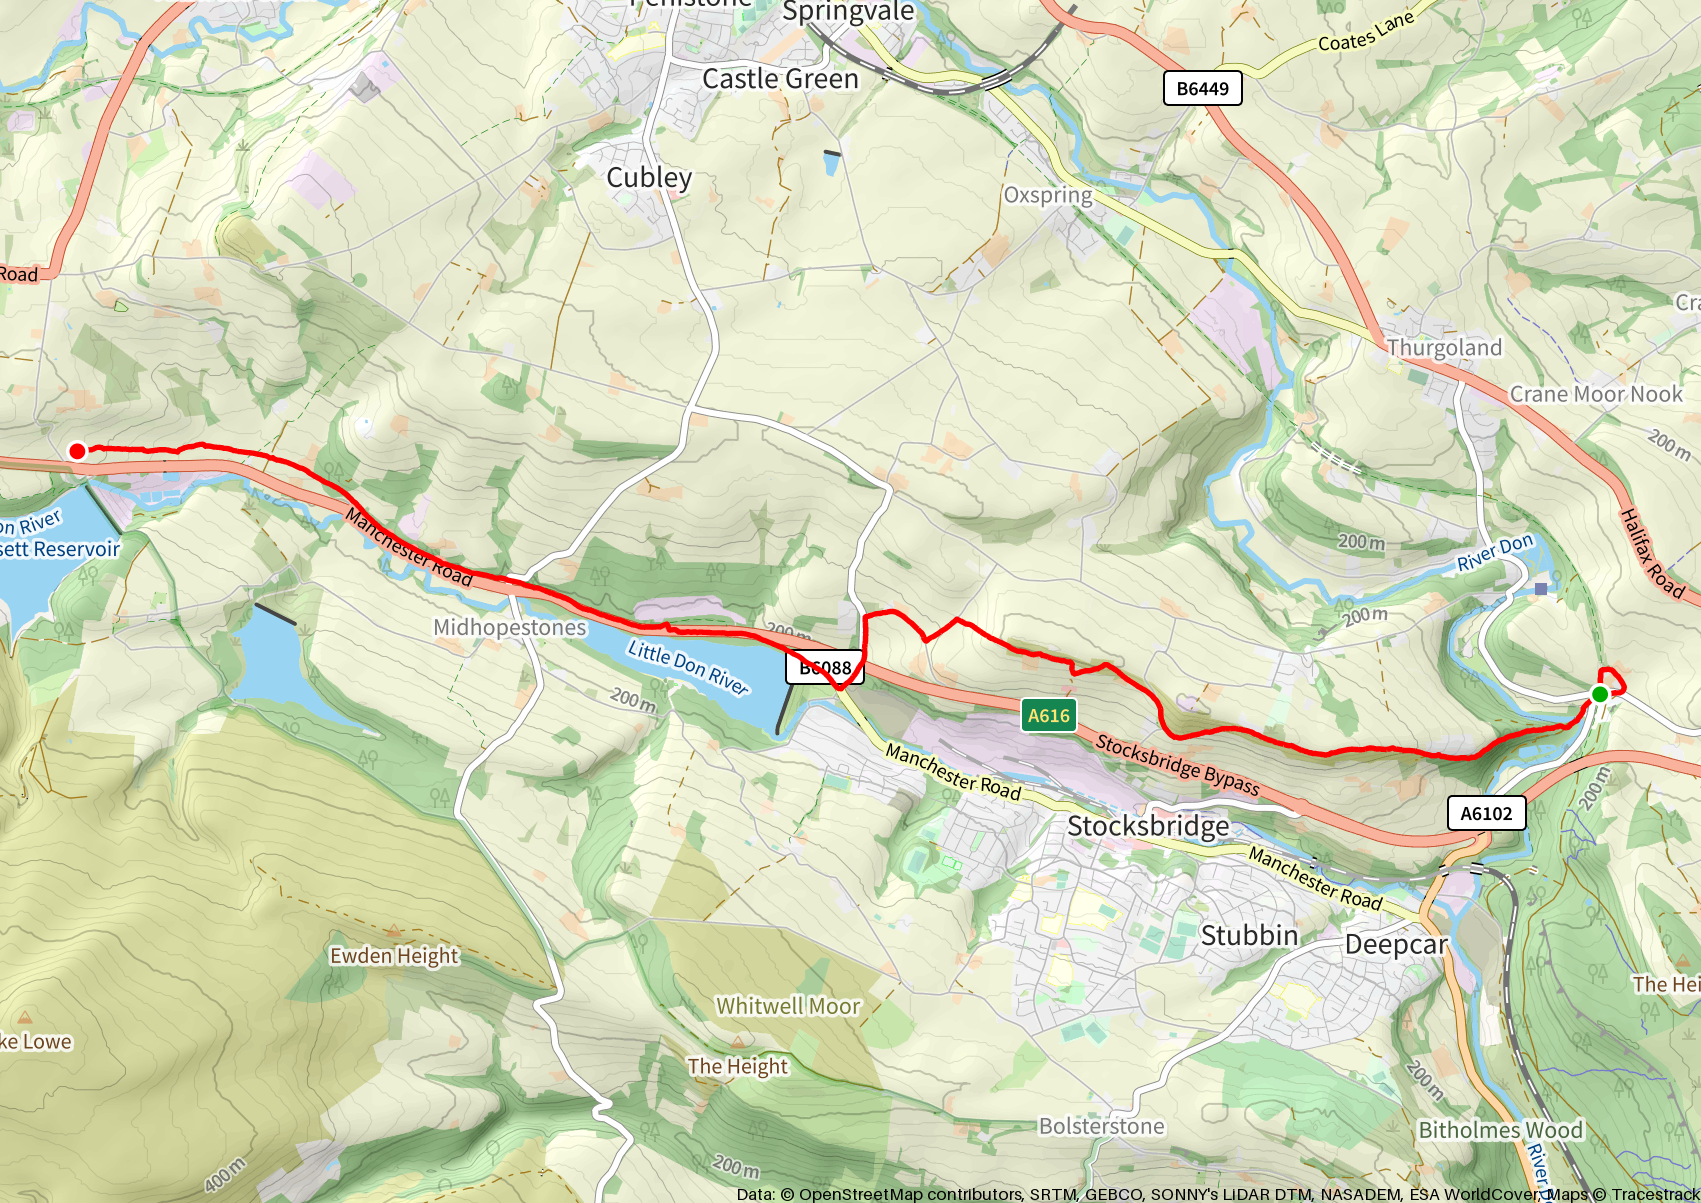 Springvale
Coates Lane
Castle Green
B6449
Cubley
Oxspring
Road
Thurgoland
Crane Moor Nook
200 m
Halifax Road
200 m
River Don
200 m
on River
sett Reservoir
Manchester Road
Midhopestones
200 m
Little Don River
B6088
200 m
A616
Stocksbridge Bypass
Manchester Road
200 m
A6102
Stocksbridge
Manchester Road
Stubbin
Deepcar
Ewden Height
The Hei
Whitwell Moor
ke Lowe
The Height
200 m
Bolsterstone
Bitholmes Wood
400 m
200 m
River D
Data: © OpenStreetMap contributors, SRTM, GEBCO, SONNY's LiDAR DTM, NASADEM, ESA WorldCover, Maps © Tracestrack